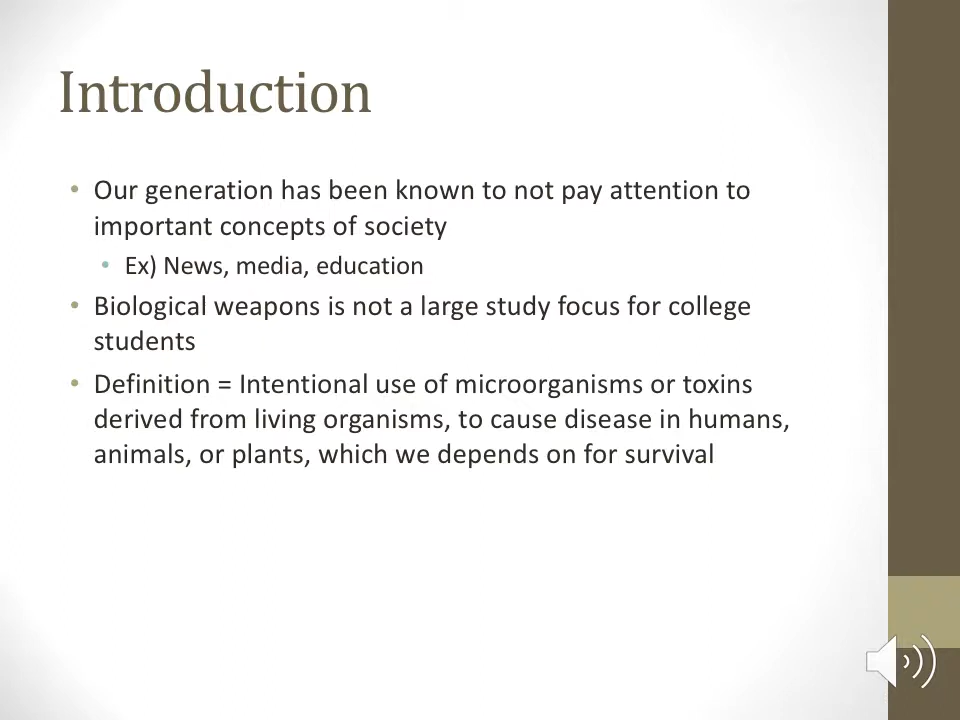 Introduction
• Our generation has been known to not pay attention to
important concepts of society
• Ex) News, media, education
• Biological weapons is not a large study focus for college
students
• Definition = Intentional use of microorganisms or toxins
derived from living organisms, to cause disease in humans,
animals, or plants, which we depends on for survival